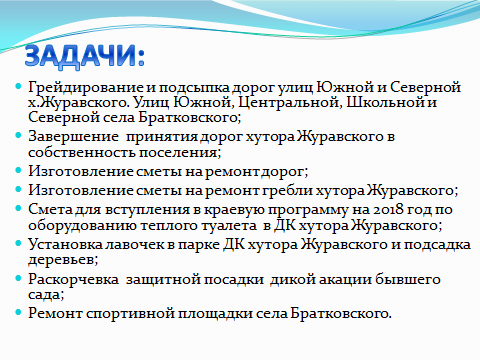 ЗАДАЧИ:
Грейдирование и подсыпка дорог улиц Южной и Северной
х.Журавского. Улиц Южной, Центральной, Школьной и
Северной села Братковского;
Завершение принятия дорог хутора Журавского в
собственность поселения;
Изготовление сметы на ремонт дорог;
Изготовление сметы на ремонт гребли хутора Журавского;
Смета для вступления в краевую программу на 2018 год по
оборудованию теплого туалета в ДК хутора Журавского;
Установка лавочек в парке ДК хутора Журавского и подсадка
деревьев;
Раскорчевка защитной посадки дикой акации бывшего
сада;
Ремонт спортивной площадки села Братковского.